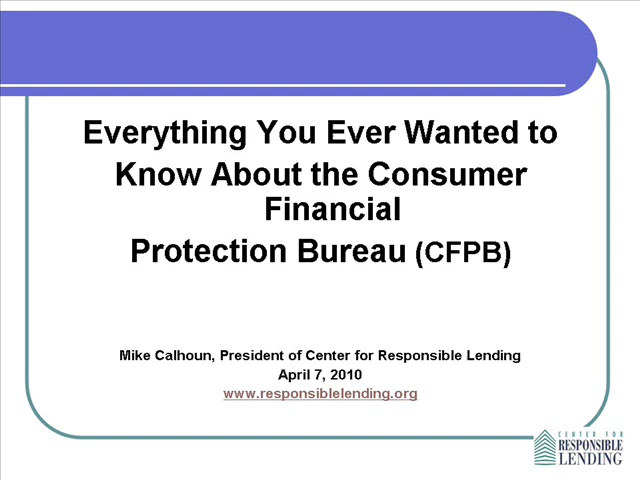 Everything You Ever Wanted to
Know About the Consumer
Financial
Protection Bureau (CFPB)
Mike Calhoun, President of Center for Responsible Lending
April 7, 2010
www.responsiblelending.org
CENTER FOR
RESPONSIBLE
LENDING